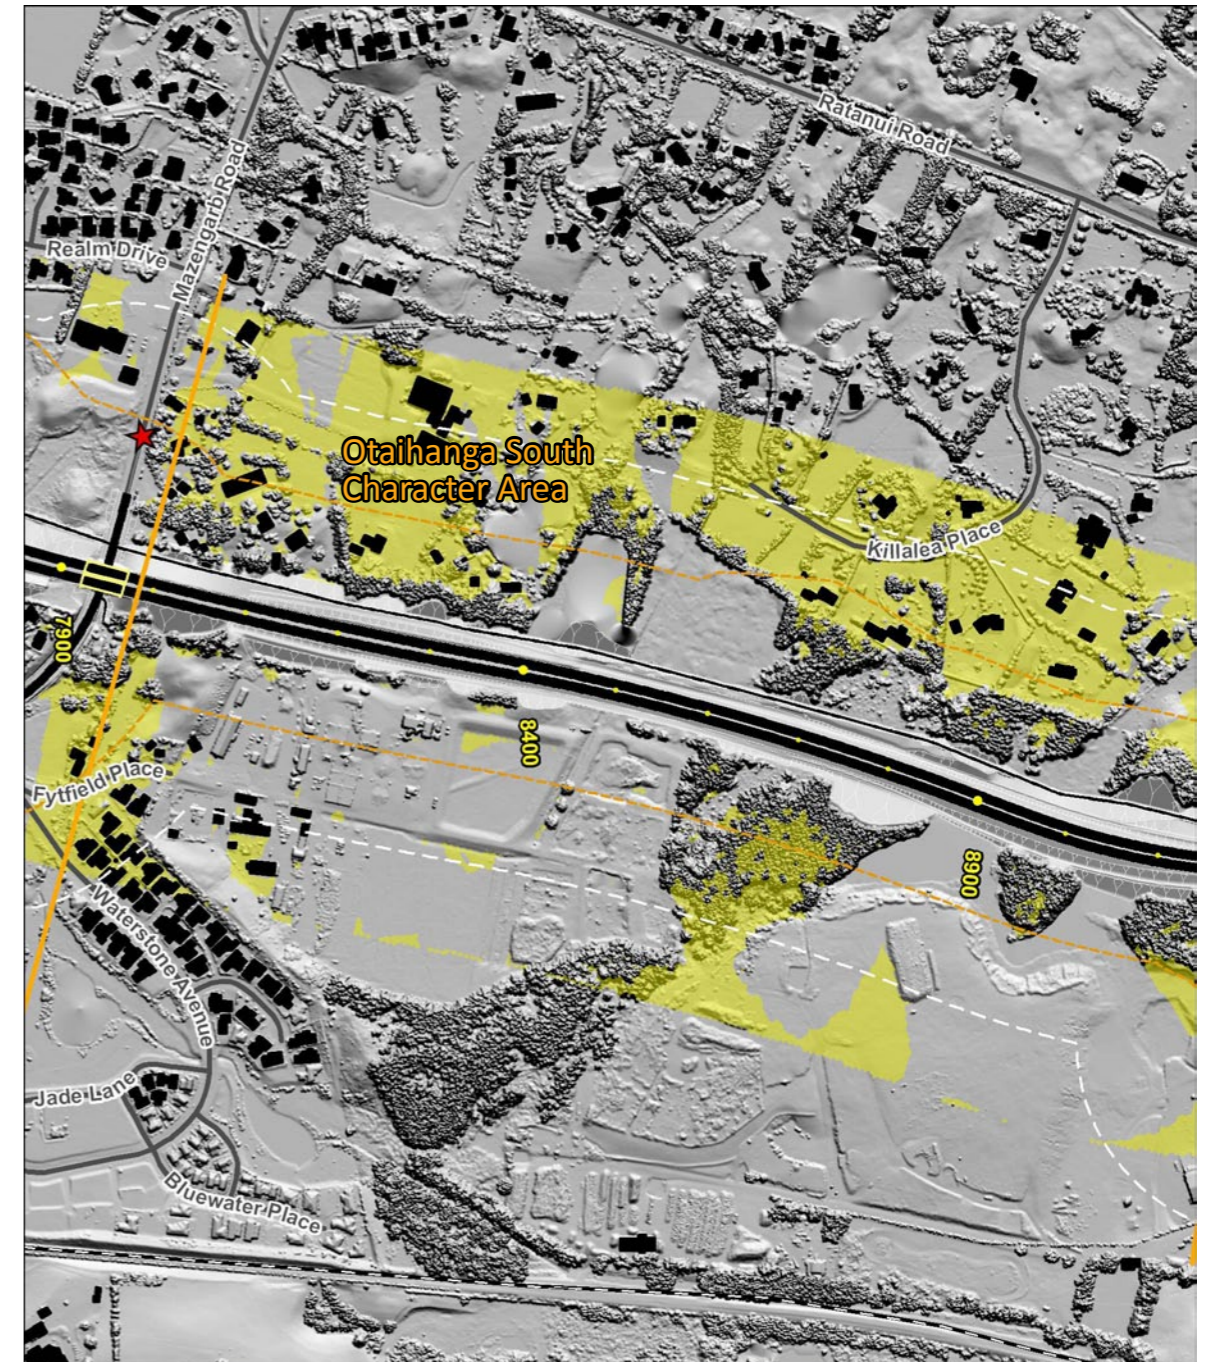 Ratanui Road
Mazengarb Road
Realm Drive
Otaihanga South
Character Area
Killalea Place
7900
8400
Fytfield Place
8900
Waterstone Avenue
Jade Lane
Bluewater Place